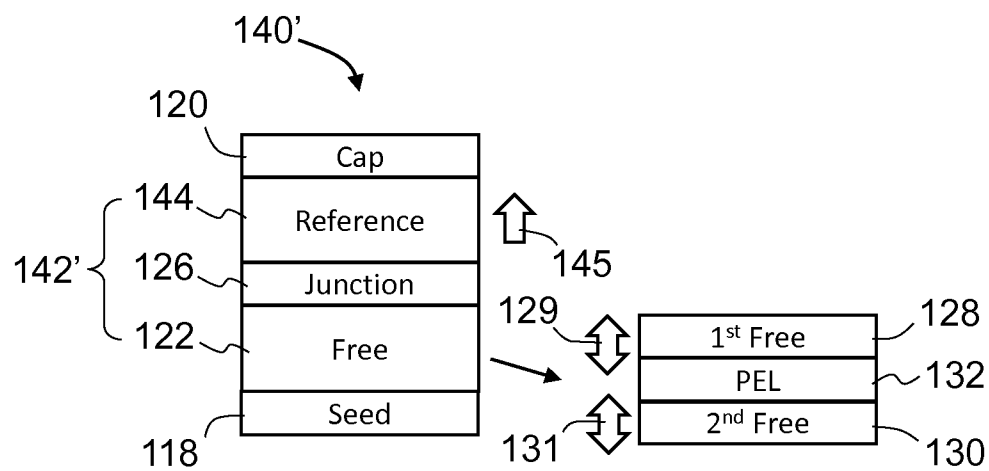 140’
120
Cap
144
Reference
145
142’
126
Junction
129
128
1st Free
122
Free
PEL
132
Seed
131
2nd Free
118
130